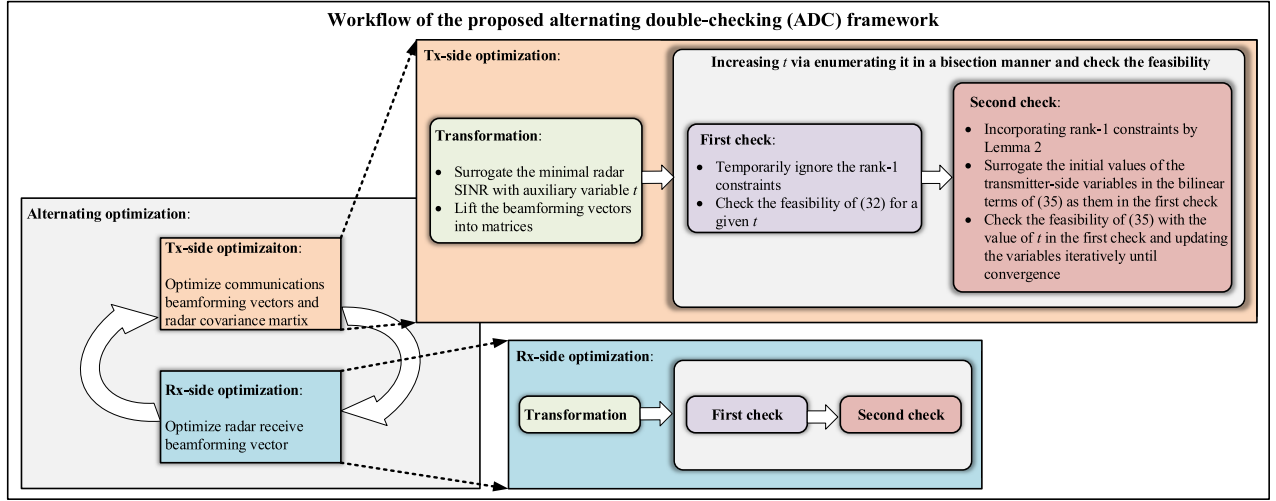 Workflow of the proposed alternating double-checking (ADC) framework
Alternating optimization:
Tx-side optimizaiton:
Optimize communications
beamforming vectors and
radar covariance martix
Rx-side optimization:
Optimize radar receive
beamforming vector
Tx-side optimization:
Transformation:
• Surrogate the minimal radar
SINR with auxiliary variable t
• Lift the beamforming vectors
into matrices
Increasing t via enumerating it in a bisection manner and check the feasibility
First check:
• Temporarily ignore the rank-1
constraints
• Check the feasibility of (32) for a
given t
Second check:
• Incorporating rank-1 constraints by
Lemma 2
• Surrogate the initial values of the
transmitter-side variables in the bilinear
terms of (35) as them in the first check
• Check the feasibility of (35) with the
value of t in the first check and updating
the variables iteratively until
convergence
Rx-side optimization:
Transformation
First check
Second check